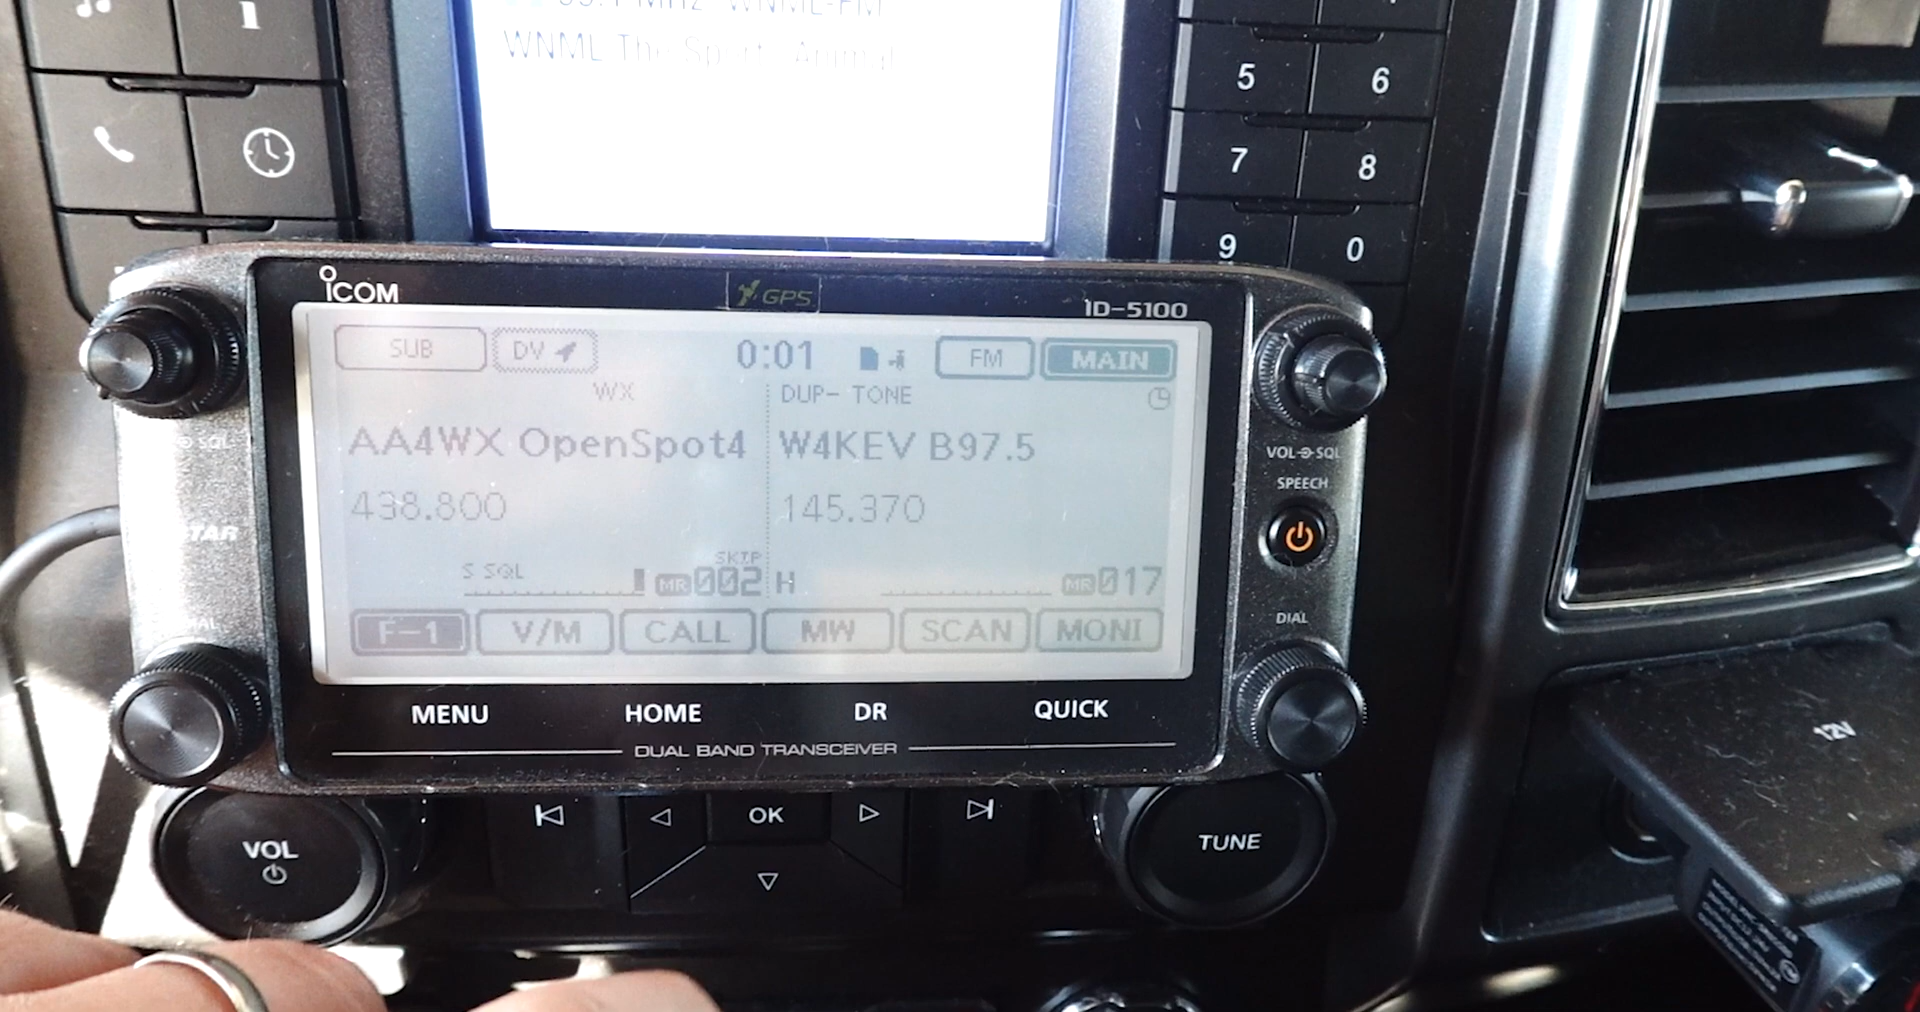 WNML-FM
WNML The Sports Animal
5 6
7 8
9 0
ICOM
GPS
ID-5100
SUB DV 0:01 FM MAIN
WX DUP- TONE
AA4WX OpenSpot4 W4KEV B97.5
438.800 145.370
S SQL SKIP MR 002 H MR 017
F-1 V/M CALL MW SCAN MONI
MENU HOME DR QUICK
DUAL BAND TRANSCEIVER
SQL
VOL SQL
SPEECH
DIAL
VOL
OK
TUNE
12V